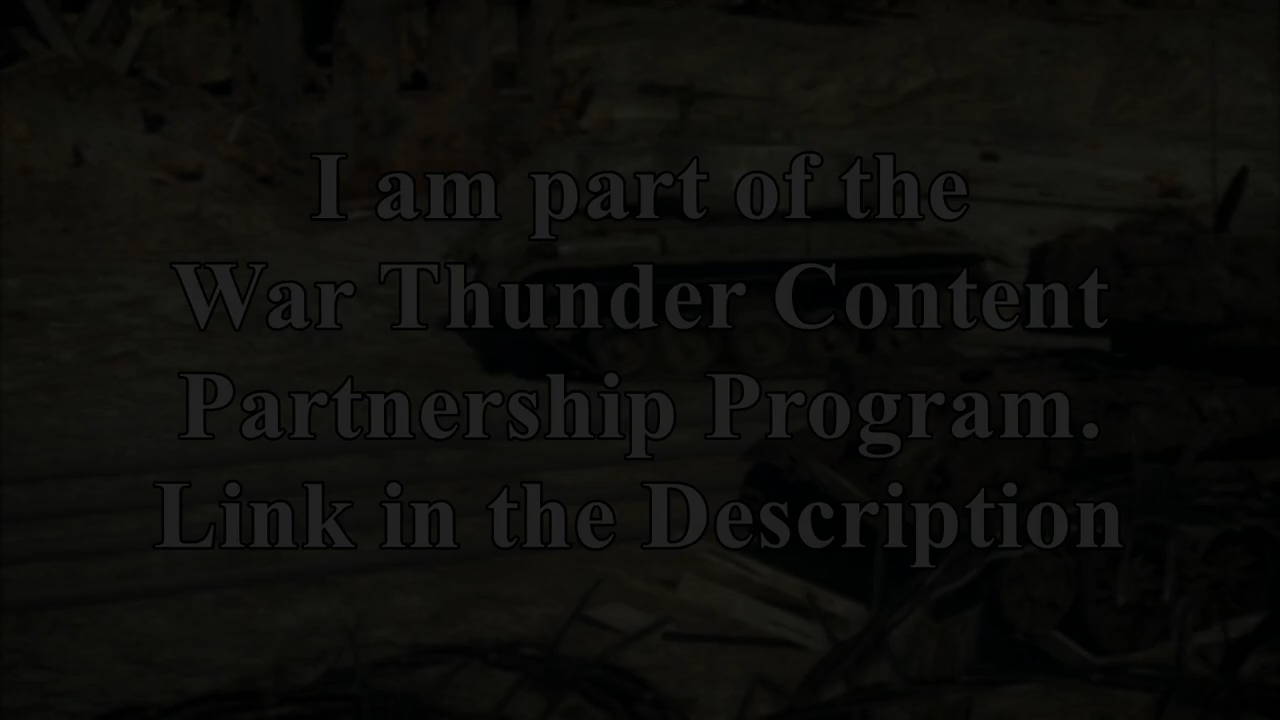 I am part of the
War Thunder Content
Partnership Program.
Link in the Description